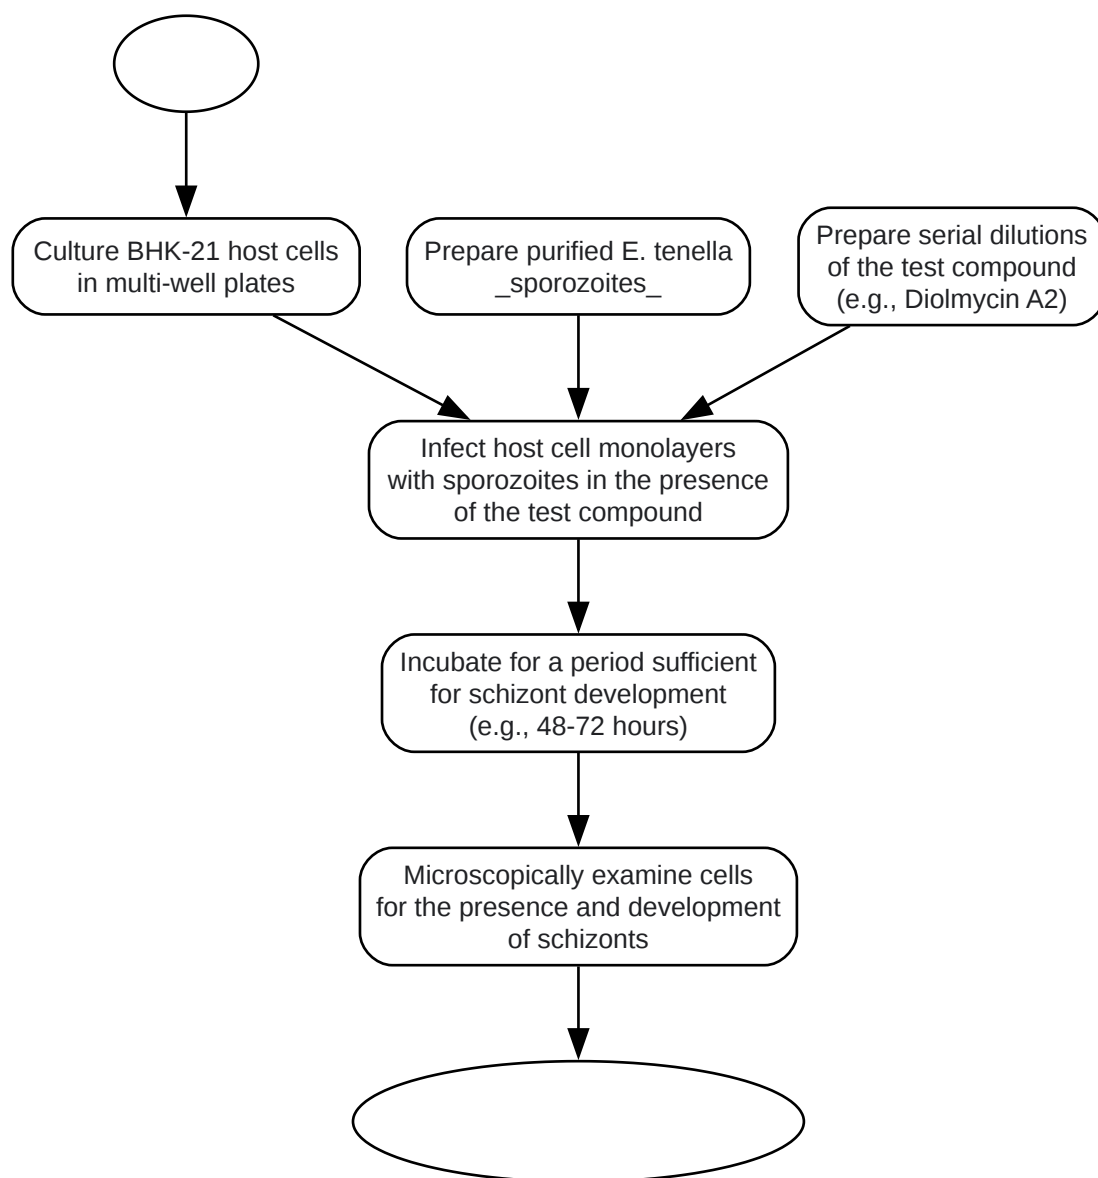 Culture BHK-21 host cells
in multi-well plates
Prepare purified E. tenella
_sporozoites_
Prepare serial dilutions
of the test compound
(e.g., Diolmycin A2)
Infect host cell monolayers
with sporozoites in the presence
of the test compound
Incubate for a period sufficient
for schizont development
(e.g., 48-72 hours)
Microscopically examine cells
for the presence and development
of schizonts